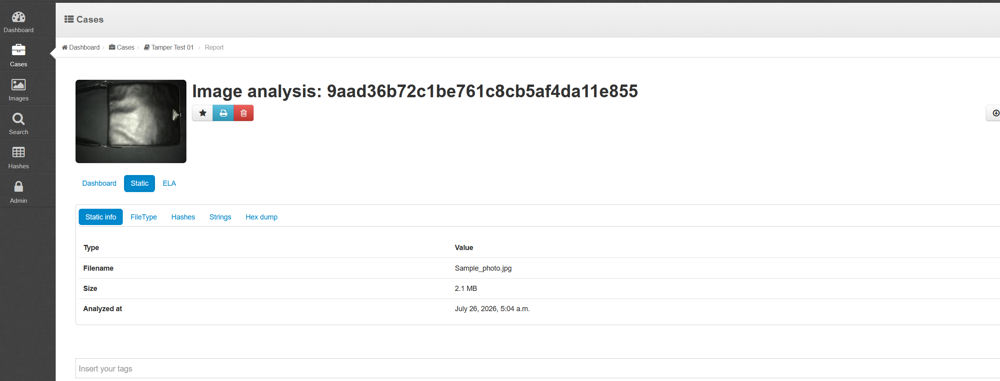 Cases
Dashboard › Cases › Tamper Test 01 › Report
Dashboard
Cases
Images
Search
Hashes
Admin
Image analysis: 9aad36b72c1be761c8cb5af4da11e855
Dashboard Static ELA
Static info FileType Hashes Strings Hex dump
Type Value
Filename Sample_photo.jpg
Size 2.1 MB
Analyzed at July 26, 2026, 5:04 a.m.
Insert your tags